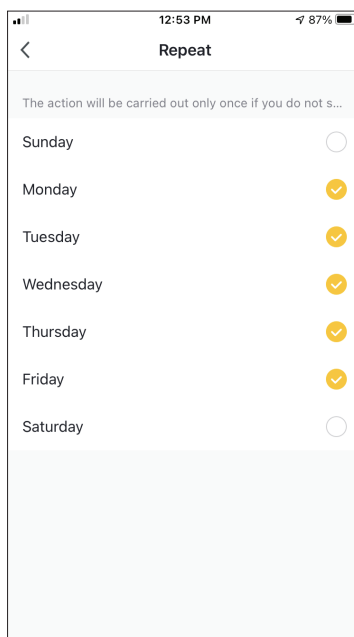 12:53 PM 87%
Repeat
The action will be carried out only once if you do not s...
Sunday
Monday
Tuesday
Wednesday
Thursday
Friday
Saturday